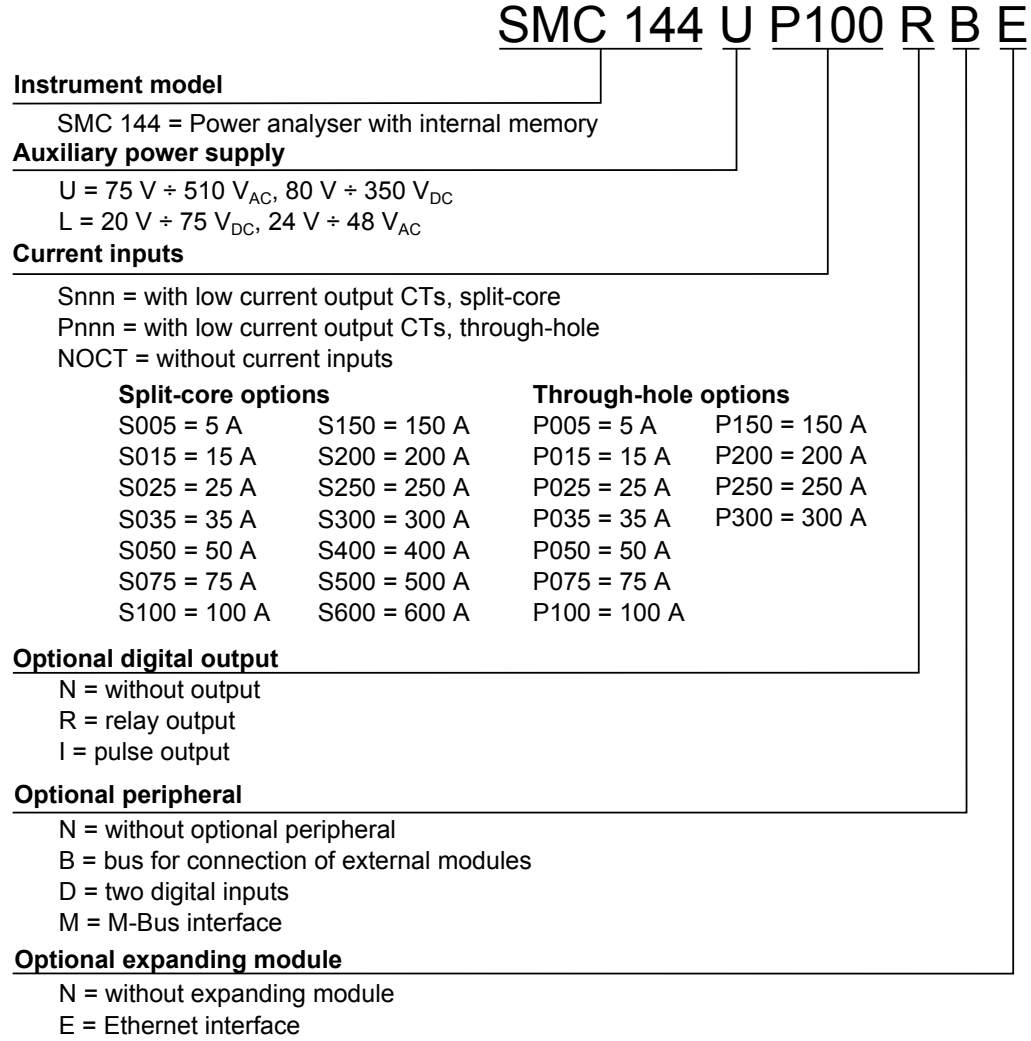 SMC 144 U P100 R B E
Instrument model
SMC 144 = Power analyser with internal memory
Auxiliary power supply
U = 75 V ÷ 510 VAC, 80 V ÷ 350 VDC
L = 20 V ÷ 75 VDC, 24 V ÷ 48 VAC
Current inputs
Snnn = with low current output CTs, split-core
Pnnn = with low current output CTs, through-hole
NOCT = without current inputs
Split-core options Through-hole options
S005 = 5 A S150 = 150 A P005 = 5 A P150 = 150 A
S015 = 15 A S200 = 200 A P015 = 15 A P200 = 200 A
S025 = 25 A S250 = 250 A P025 = 25 A P250 = 250 A
S035 = 35 A S300 = 300 A P035 = 35 A P300 = 300 A
S050 = 50 A S400 = 400 A P050 = 50 A
S075 = 75 A S500 = 500 A P075 = 75 A
S100 = 100 A S600 = 600 A P100 = 100 A
Optional digital output
N = without output
R = relay output
I = pulse output
Optional peripheral
N = without optional peripheral
B = bus for connection of external modules
D = two digital inputs
M = M-Bus interface
Optional expanding module
N = without expanding module
E = Ethernet interface